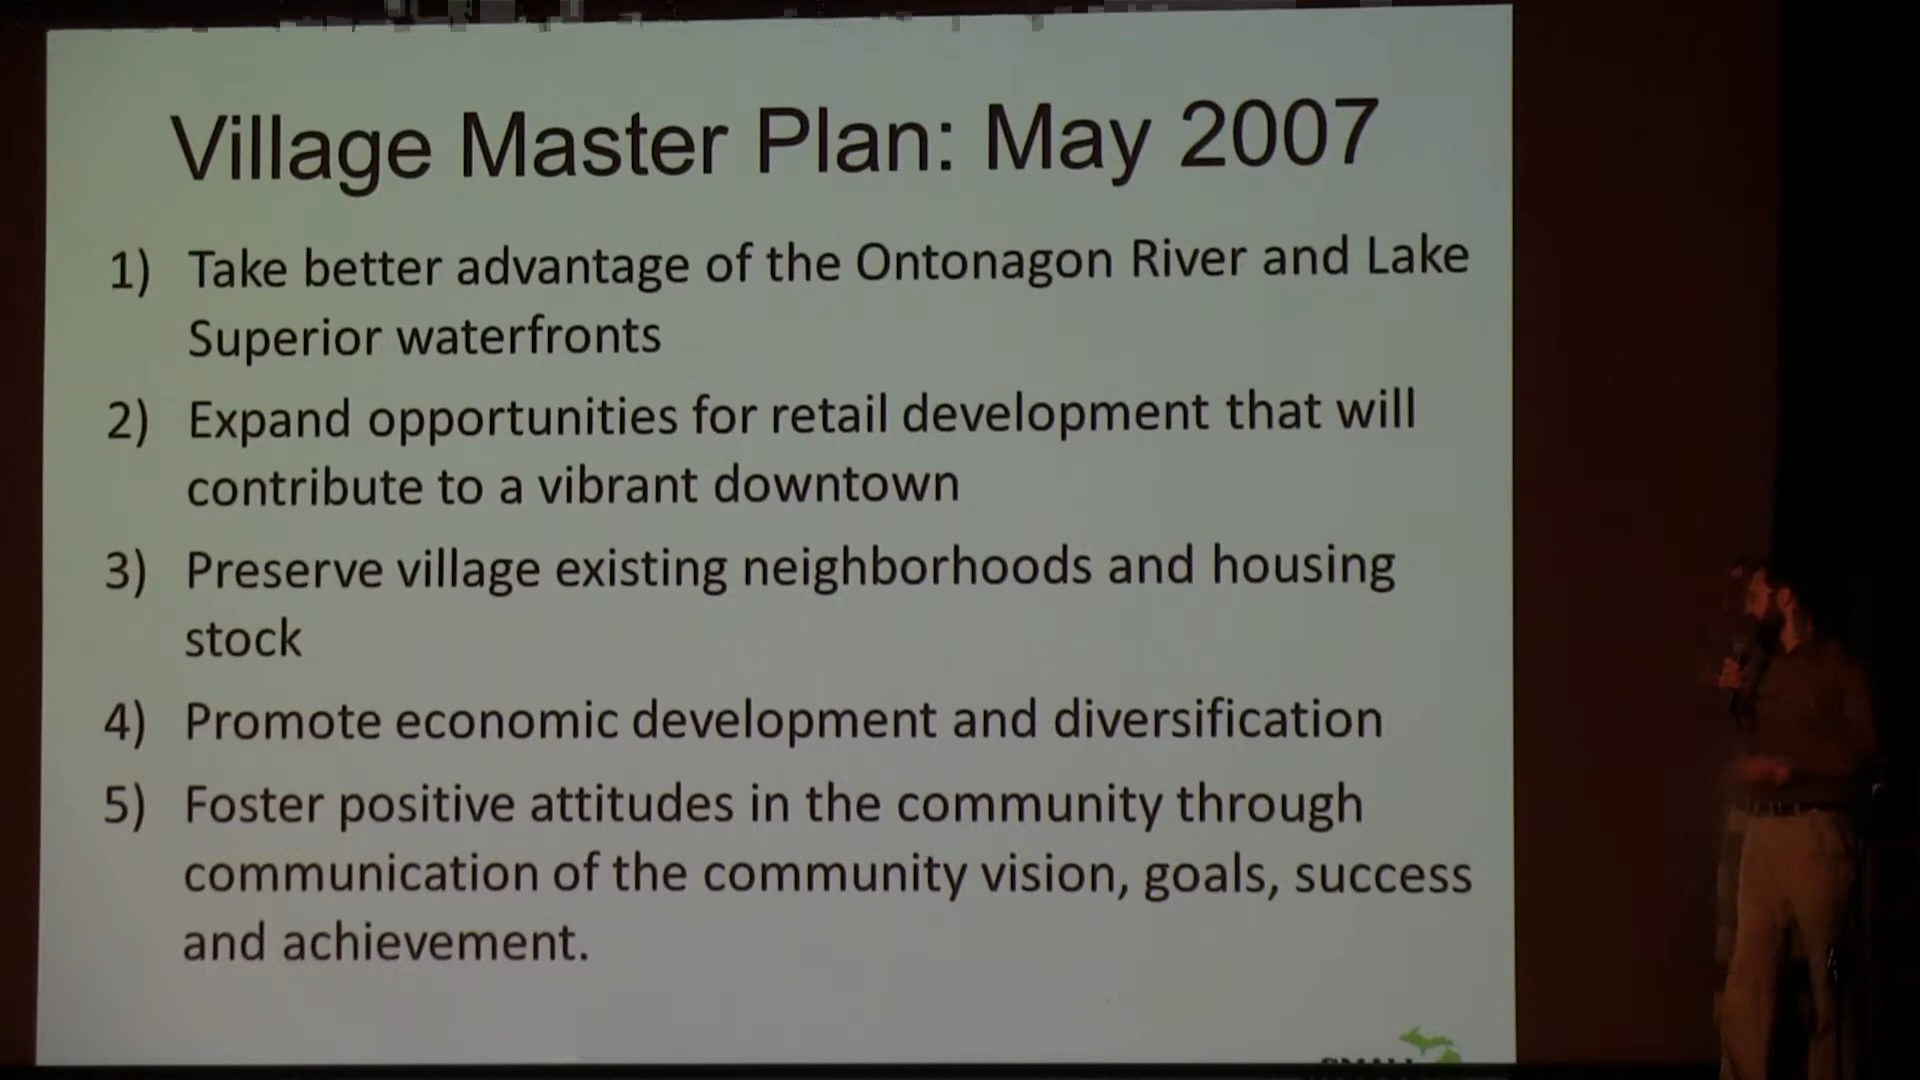 Village Master Plan: May 2007
1) Take better advantage of the Ontonagon River and Lake
Superior waterfronts
2) Expand opportunities for retail development that will
contribute to a vibrant downtown
3) Preserve village existing neighborhoods and housing
stock
4) Promote economic development and diversification
5) Foster positive attitudes in the community through
communication of the community vision, goals, success
and achievement.